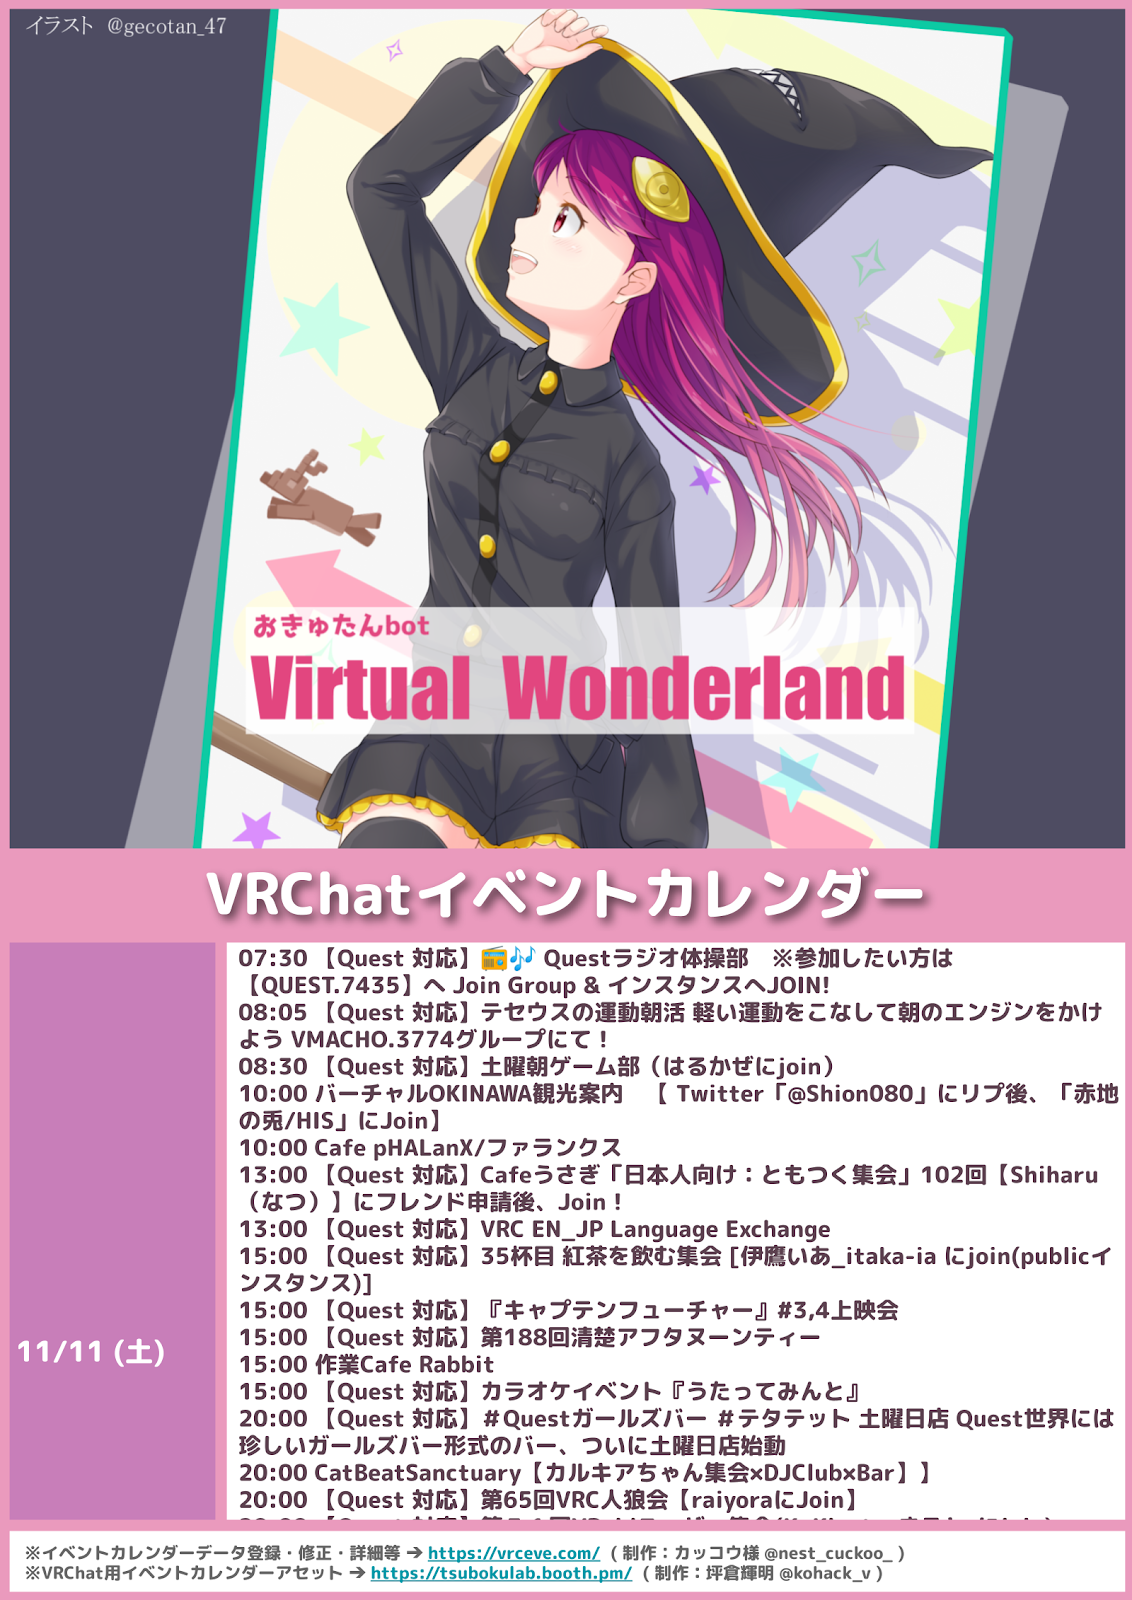 イラスト @gecotan_47
おきゅたんbot
Virtual Wonderland
VRChatイベントカレンダー
11/11 (土)
07:30 【Quest 対応】📻🎶 Questラジオ体操部　※参加したい方は
【QUEST.7435】へ Join Group & インスタンスへJOIN!
08:05 【Quest 対応】テセウスの運動朝活 軽い運動をこなして朝のエンジンをかけ
よう VMACHO.3774グループにて！
08:30 【Quest 対応】土曜朝ゲーム部（はるかぜにjoin）
10:00 バーチャルOKINAWA観光案内　【 Twitter「@Shion080」にリプ後、「赤地
の兎/HIS」にJoin】
10:00 Cafe pHALanX/ファランクス
13:00 【Quest 対応】Cafeうさぎ「日本人向け：ともつく集会」102回【Shiharu
（なつ）】にフレンド申請後、Join！
13:00 【Quest 対応】VRC EN_JP Language Exchange
15:00 【Quest 対応】35杯目 紅茶を飲む集会 [伊鷹いあ_itaka-ia にjoin(publicイ
ンスタンス)]
15:00 【Quest 対応】『キャプテンフューチャー』#3,4上映会
15:00 【Quest 対応】第188回清楚アフタヌーンティー
15:00 作業Cafe Rabbit
15:00 【Quest 対応】カラオケイベント『うたってみんと』
20:00 【Quest 対応】＃Questガールズバー ＃テタテット 土曜日店 Quest世界には
珍しいガールズバー形式のバー、ついに土曜日店始動
20:00 CatBeatSanctuary【カルキアちゃん集会×DJClub×Bar】】
20:00 【Quest 対応】第65回VRC人狼会【raiyoraにJoin】
※イベントカレンダーデータ登録・修正・詳細等 ➔ https://vrceve.com/ （ 制作：カッコウ様 @nest_cuckoo_ ）
※VRChat用イベントカレンダーアセット ➔ https://tsubokulab.booth.pm/ （ 制作：坪倉輝明 @kohack_v ）